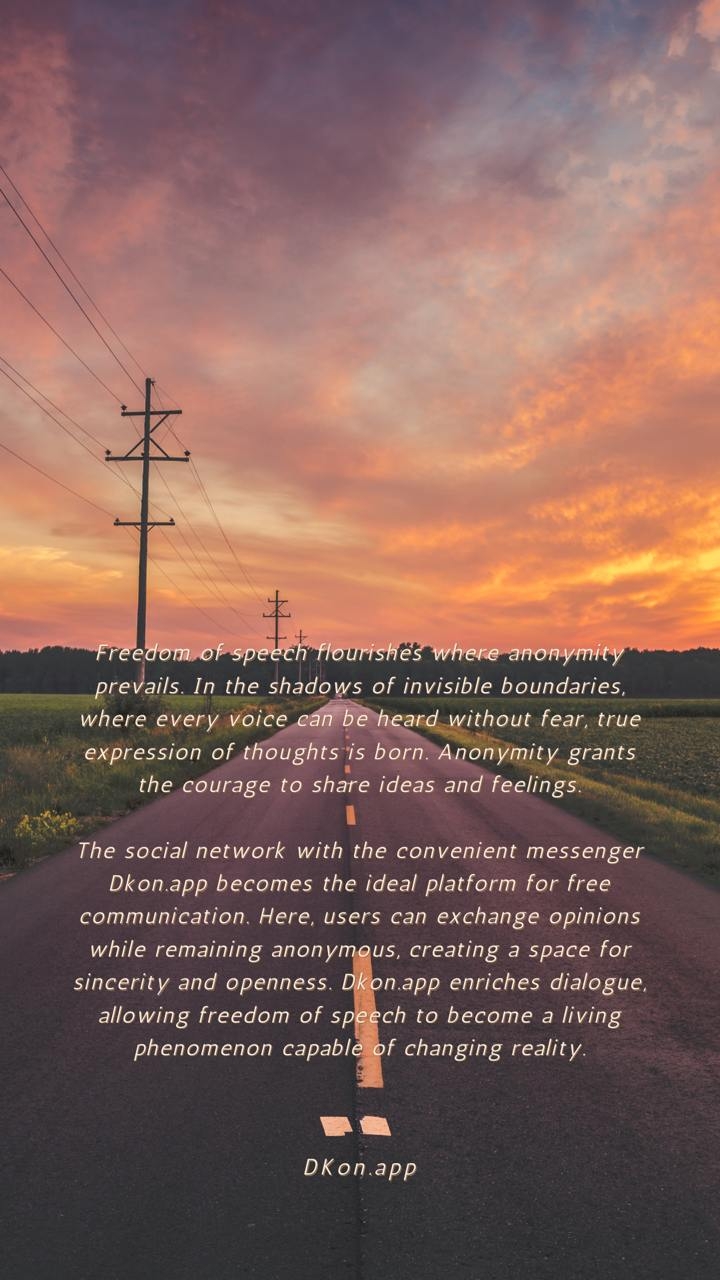 Freedom of speech flourishes where anonymity
prevails. In the shadows of invisible boundaries,
where every voice can be heard without fear, true
expression of thoughts is born. Anonymity grants
the courage to share ideas and feelings.
The social network with the convenient messenger
Dkon.app becomes the ideal platform for free
communication. Here, users can exchange opinions
while remaining anonymous, creating a space for
sincerity and openness. Dkon.app enriches dialogue,
allowing freedom of speech to become a living
phenomenon capable of changing reality.
DKon.app